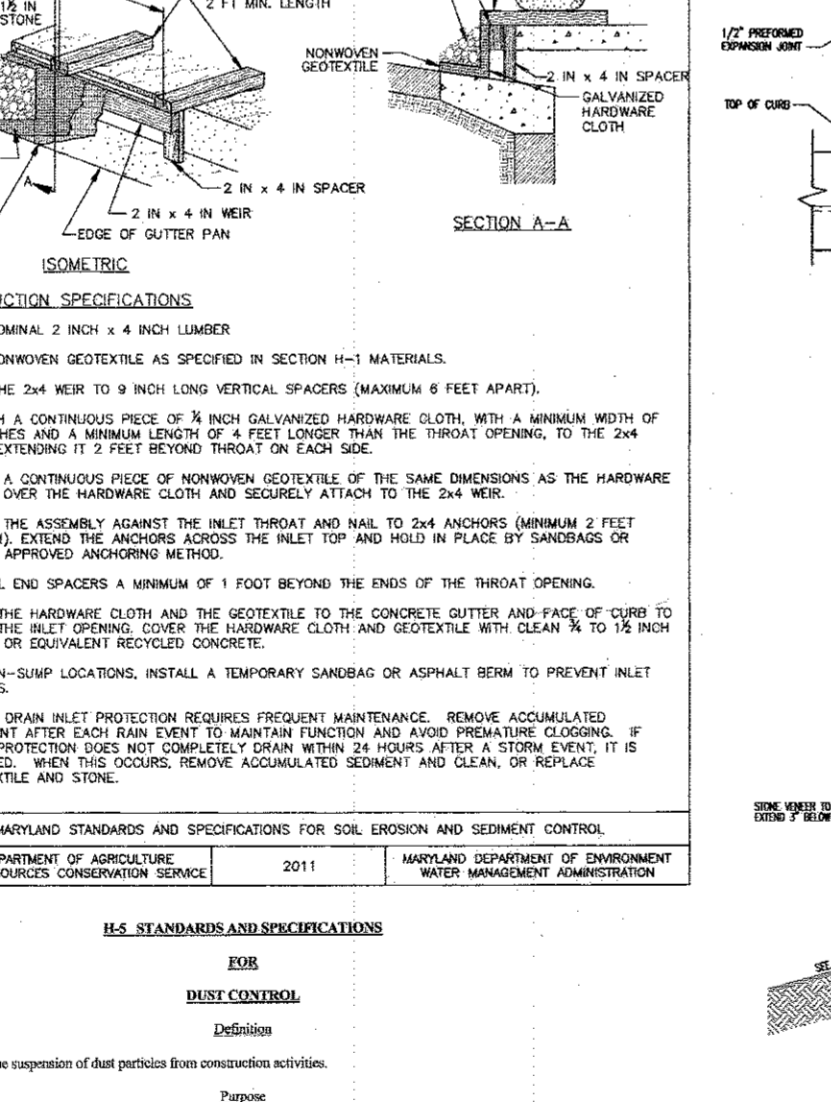 1½ IN
STONE
2 FT MIN. LENGTH
NONWOVEN
GEOTEXTILE
2 IN x 4 IN SPACER
GALVANIZED
HARDWARE
CLOTH
A
2 IN x 4 IN SPACER
2 IN x 4 IN WEIR
EDGE OF GUTTER PAN
ISOMETRIC
SECTION A-A
1/2" PREFORMED
EXPANSION JOINT
TOP OF CURB
UCTION SPECIFICATIONS
OMINAL 2 INCH x 4 INCH LUMBER
ONWOVEN GEOTEXTILE AS SPECIFIED IN SECTION H-1 MATERIALS.
HE 2x4 WEIR TO 9 INCH LONG VERTICAL SPACERS (MAXIMUM 6 FEET APART).
H A CONTINUOUS PIECE OF ¼ INCH GALVANIZED HARDWARE CLOTH, WITH A MINIMUM WIDTH OF
HES AND A MINIMUM LENGTH OF 4 FEET LONGER THAN THE THROAT OPENING, TO THE 2x4
EXTENDING IT 2 FEET BEYOND THROAT ON EACH SIDE.
A CONTINUOUS PIECE OF NONWOVEN GEOTEXTILE OF THE SAME DIMENSIONS AS THE HARDWARE
OVER THE HARDWARE CLOTH AND SECURELY ATTACH TO THE 2x4 WEIR.
THE ASSEMBLY AGAINST THE INLET THROAT AND NAIL TO 2x4 ANCHORS (MINIMUM 2 FEET
). EXTEND THE ANCHORS ACROSS THE INLET TOP AND HOLD IN PLACE BY SANDBAGS OR
APPROVED ANCHORING METHOD.
L END SPACERS A MINIMUM OF 1 FOOT BEYOND THE ENDS OF THE THROAT OPENING.
THE HARDWARE CLOTH AND THE GEOTEXTILE TO THE CONCRETE GUTTER AND FACE OF CURB TO
THE INLET OPENING. COVER THE HARDWARE CLOTH AND GEOTEXTILE WITH CLEAN ¾ TO 1½ INCH
OR EQUIVALENT RECYCLED CONCRETE.
N-SUMP LOCATIONS, INSTALL A TEMPORARY SANDBAG OR ASPHALT BERM TO PREVENT INLET
S.
DRAIN INLET PROTECTION REQUIRES FREQUENT MAINTENANCE. REMOVE ACCUMULATED
NT AFTER EACH RAIN EVENT TO MAINTAIN FUNCTION AND AVOID PREMATURE CLOGGING. IF
PROTECTION DOES NOT COMPLETELY DRAIN WITHIN 24 HOURS AFTER A STORM EVENT, IT IS
ED. WHEN THIS OCCURS, REMOVE ACCUMULATED SEDIMENT AND CLEAN, OR REPLACE
TILE AND STONE.
MARYLAND STANDARDS AND SPECIFICATIONS FOR SOIL EROSION AND SEDIMENT CONTROL
PARTMENT OF AGRICULTURE
OURCES CONSERVATION SERVICE
2011
MARYLAND DEPARTMENT OF ENVIRONMENT
WATER MANAGEMENT ADMINISTRATION
STONE VENEER TO
EXTEND 3" BELOW
H-5 STANDARDS AND SPECIFICATIONS
FOR
DUST CONTROL
SEE
Definition
e suspension of dust particles from construction activities.
Purpose